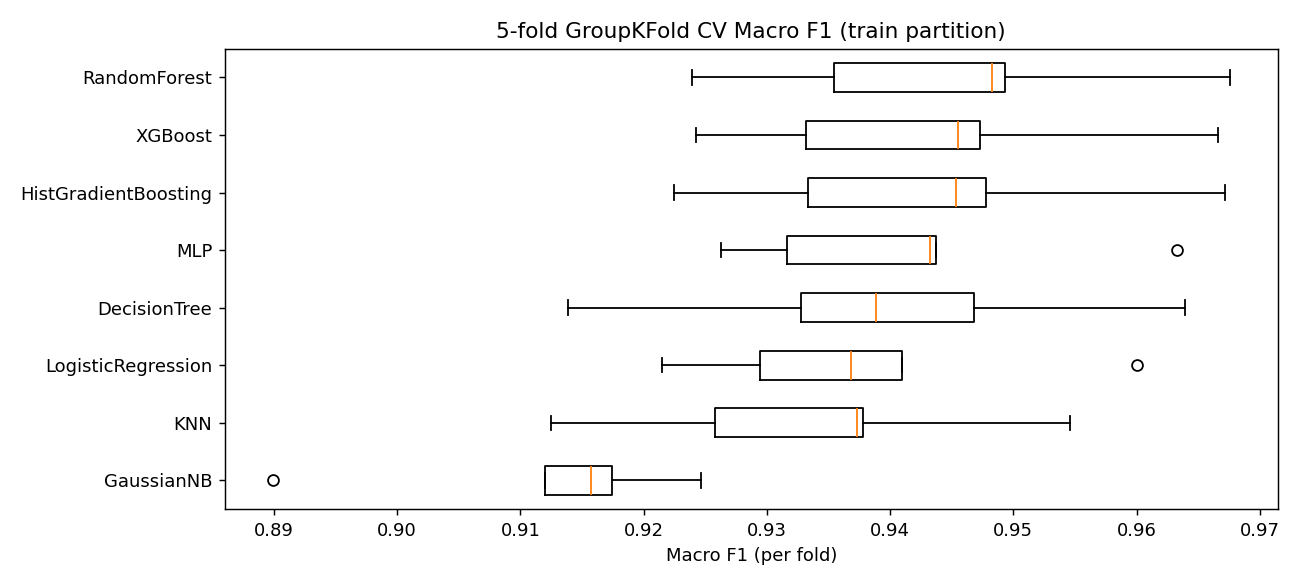 5-fold GroupKFold CV Macro F1 (train partition)
RandomForest
XGBoost
HistGradientBoosting
MLP
DecisionTree
LogisticRegression
KNN
GaussianNB
0.89 0.90 0.91 0.92 0.93 0.94 0.95 0.96 0.97
Macro F1 (per fold)